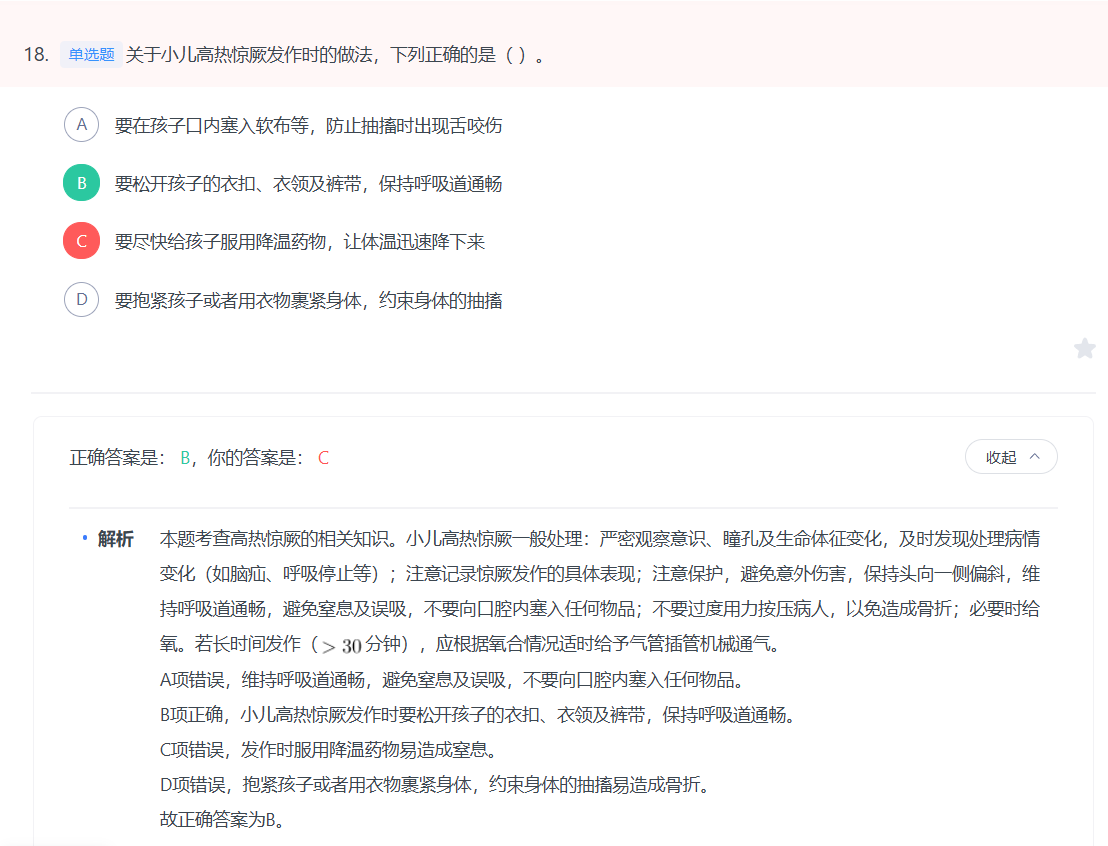 18. 单选题 关于小儿高热惊厥发作时的做法，下列正确的是（ ）。
A 要在孩子口内塞入软布等，防止抽搐时出现舌咬伤
B 要松开孩子的衣扣、衣领及裤带，保持呼吸道通畅
C 要尽快给孩子服用降温药物，让体温迅速降下来
D 要抱紧孩子或者用衣物裹紧身体，约束身体的抽搐
正确答案是： B，你的答案是： C
收起
• 解析 本题考查高热惊厥的相关知识。小儿高热惊厥一般处理：严密观察意识、瞳孔及生命体征变化，及时发现处理病情
变化（如脑疝、呼吸停止等）；注意记录惊厥发作的具体表现；注意保护，避免意外伤害，保持头向一侧偏斜，维
持呼吸道通畅，避免窒息及误吸，不要向口腔内塞入任何物品；不要过度用力按压病人，以免造成骨折；必要时给
氧。若长时间发作（> 30分钟），应根据氧合情况适时给予气管插管机械通气。
A项错误，维持呼吸道通畅，避免窒息及误吸，不要向口腔内塞入任何物品。
B项正确，小儿高热惊厥发作时要松开孩子的衣扣、衣领及裤带，保持呼吸道通畅。
C项错误，发作时服用降温药物易造成窒息。
D项错误，抱紧孩子或者用衣物裹紧身体，约束身体的抽搐易造成骨折。
故正确答案为B。